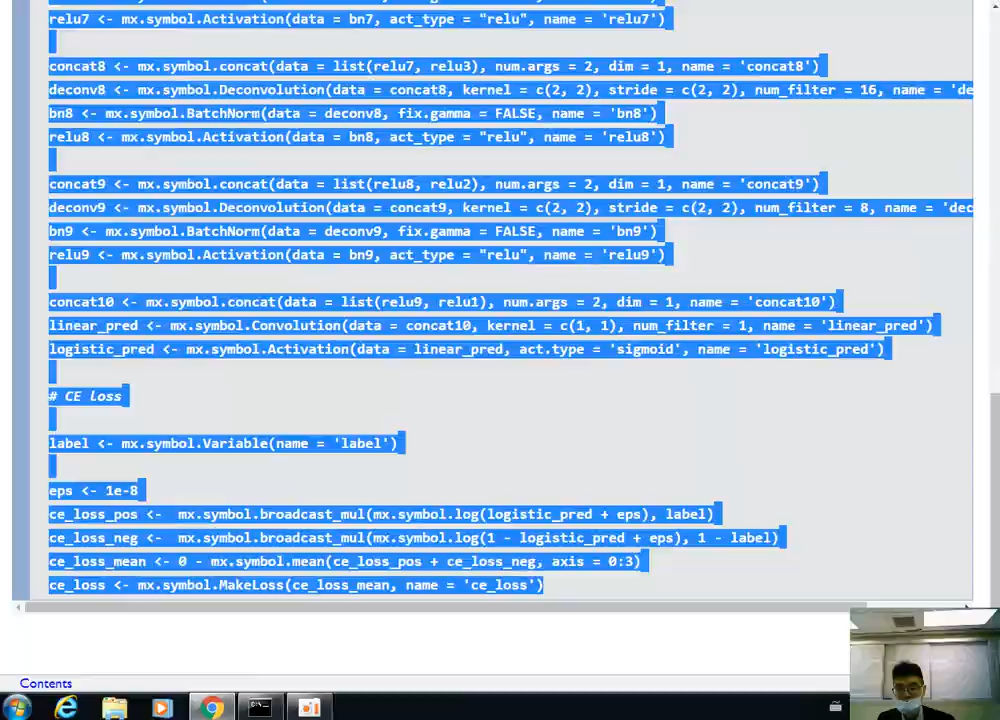 relu7 <- mx.symbol.Activation(data = bn7, act_type = "relu", name = 'relu7')
concat8 <- mx.symbol.concat(data = list(relu7, relu3), num.args = 2, dim = 1, name = 'concat8')
deconv8 <- mx.symbol.Deconvolution(data = concat8, kernel = c(2, 2), stride = c(2, 2), num_filter = 16, name = 'de
bn8 <- mx.symbol.BatchNorm(data = deconv8, fix.gamma = FALSE, name = 'bn8')
relu8 <- mx.symbol.Activation(data = bn8, act_type = "relu", name = 'relu8')
concat9 <- mx.symbol.concat(data = list(relu8, relu2), num.args = 2, dim = 1, name = 'concat9')
deconv9 <- mx.symbol.Deconvolution(data = concat9, kernel = c(2, 2), stride = c(2, 2), num_filter = 8, name = 'dec
bn9 <- mx.symbol.BatchNorm(data = deconv9, fix.gamma = FALSE, name = 'bn9')
relu9 <- mx.symbol.Activation(data = bn9, act_type = "relu", name = 'relu9')
concat10 <- mx.symbol.concat(data = list(relu9, relu1), num.args = 2, dim = 1, name = 'concat10')
linear_pred <- mx.symbol.Convolution(data = concat10, kernel = c(1, 1), num_filter = 1, name = 'linear_pred')
logistic_pred <- mx.symbol.Activation(data = linear_pred, act.type = 'sigmoid', name = 'logistic_pred')
# CE loss
label <- mx.symbol.Variable(name = 'label')
eps <- 1e-8
ce_loss_pos <-  mx.symbol.broadcast_mul(mx.symbol.log(logistic_pred + eps), label)
ce_loss_neg <-  mx.symbol.broadcast_mul(mx.symbol.log(1 - logistic_pred + eps), 1 - label)
ce_loss_mean <- 0 - mx.symbol.mean(ce_loss_pos + ce_loss_neg, axis = 0:3)
ce_loss <- mx.symbol.MakeLoss(ce_loss_mean, name = 'ce_loss')
Contents